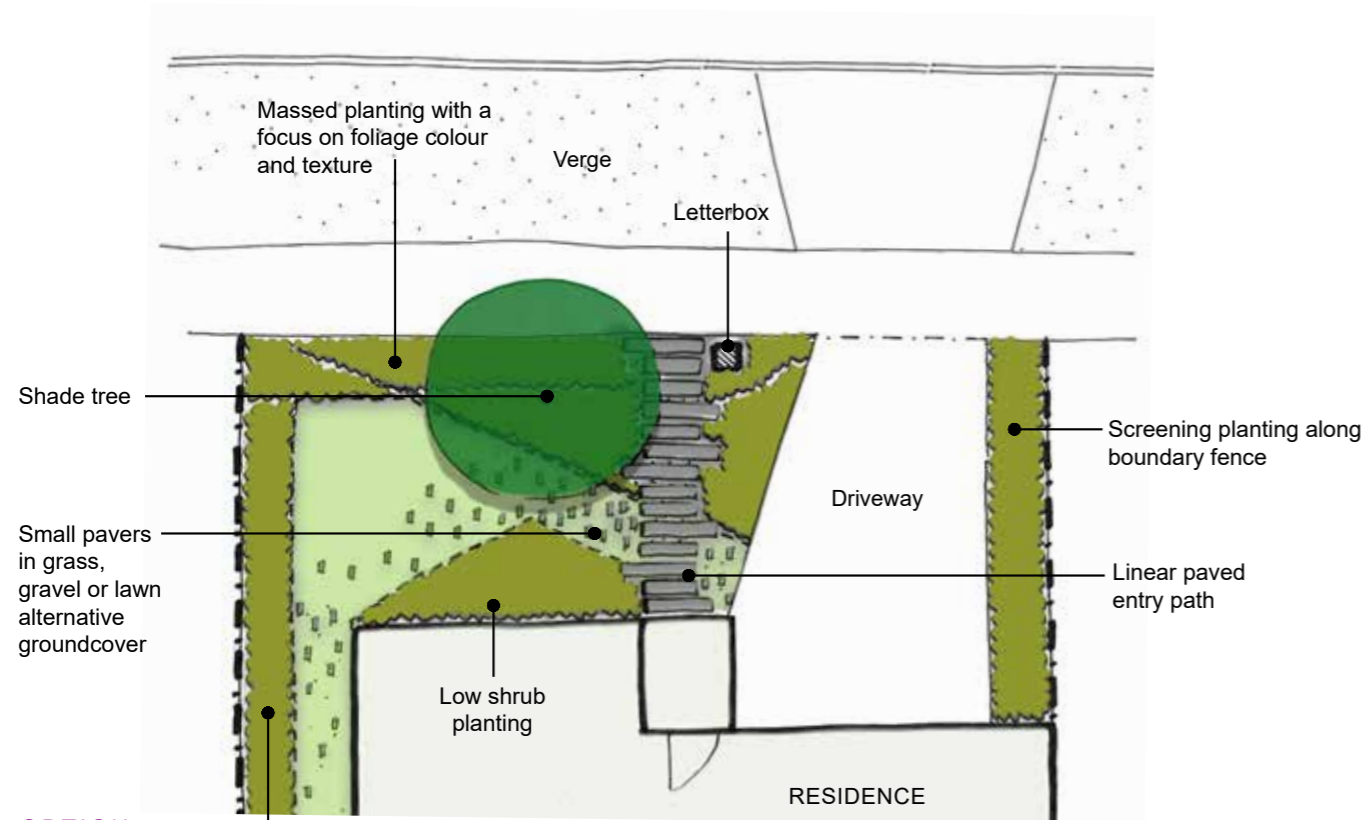 Massed planting with a
focus on foliage colour
and texture
Verge
Letterbox
Shade tree
Screening planting along
boundary fence
Driveway
Small pavers
in grass,
gravel or lawn
alternative
groundcover
Linear paved
entry path
Low shrub
planting
RESIDENCE